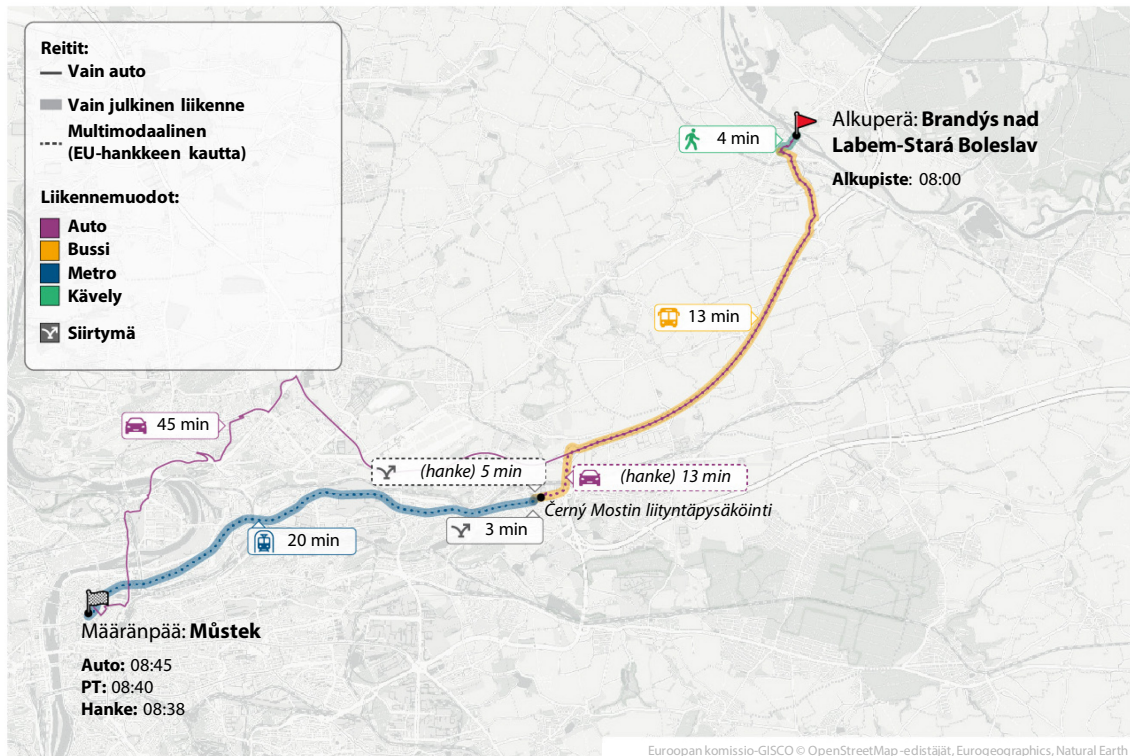 Reitit:
Vain auto
Vain julkinen liikenne
Multimodaalinen
(EU-hankkeen kautta)
Liikennemuodot:
Auto
Bussi
Metro
Kävely
Siirtymä
4 min
Alkuperä: Brandýs nad
Labem-Stará Boleslav
Alkupiste: 08:00
13 min
45 min
(hanke) 5 min
(hanke) 13 min
Černý Mostin liityntäpysäköinti
3 min
20 min
Määränpää: Můstek
Auto: 08:45
PT: 08:40
Hanke: 08:38
Euroopan komissio-GISCO © OpenStreetMap-edistäjät, Eurogeographics, Natural Earth